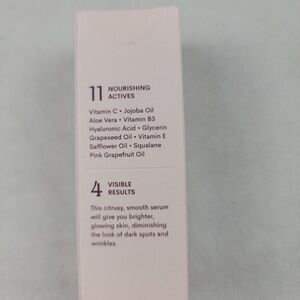 11 NOURISHING
ACTIVES
Vitamin C • Jojoba Oil
Aloe Vera • Vitamin B3
Hyaluronic Acid • Glycerin
Grapeseed Oil • Vitamin E
Safflower Oil • Squalane
Pink Grapefruit Oil
4 VISIBLE
RESULTS
This citrusy, smooth serum
will give you brighter,
glowing skin, diminishing
the look of dark spots and
wrinkles.